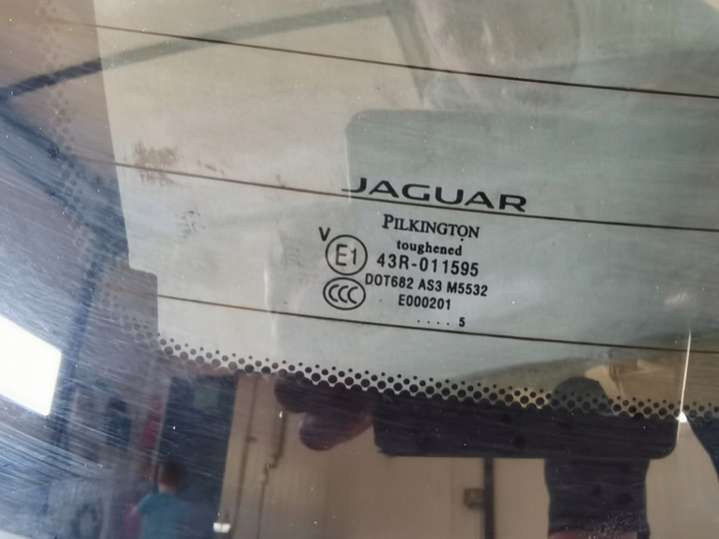 JAGUAR
PILKINGTON
toughened
V
E1 43R-011595
CCC DOT682 AS3 M5532
E000201
.... 5